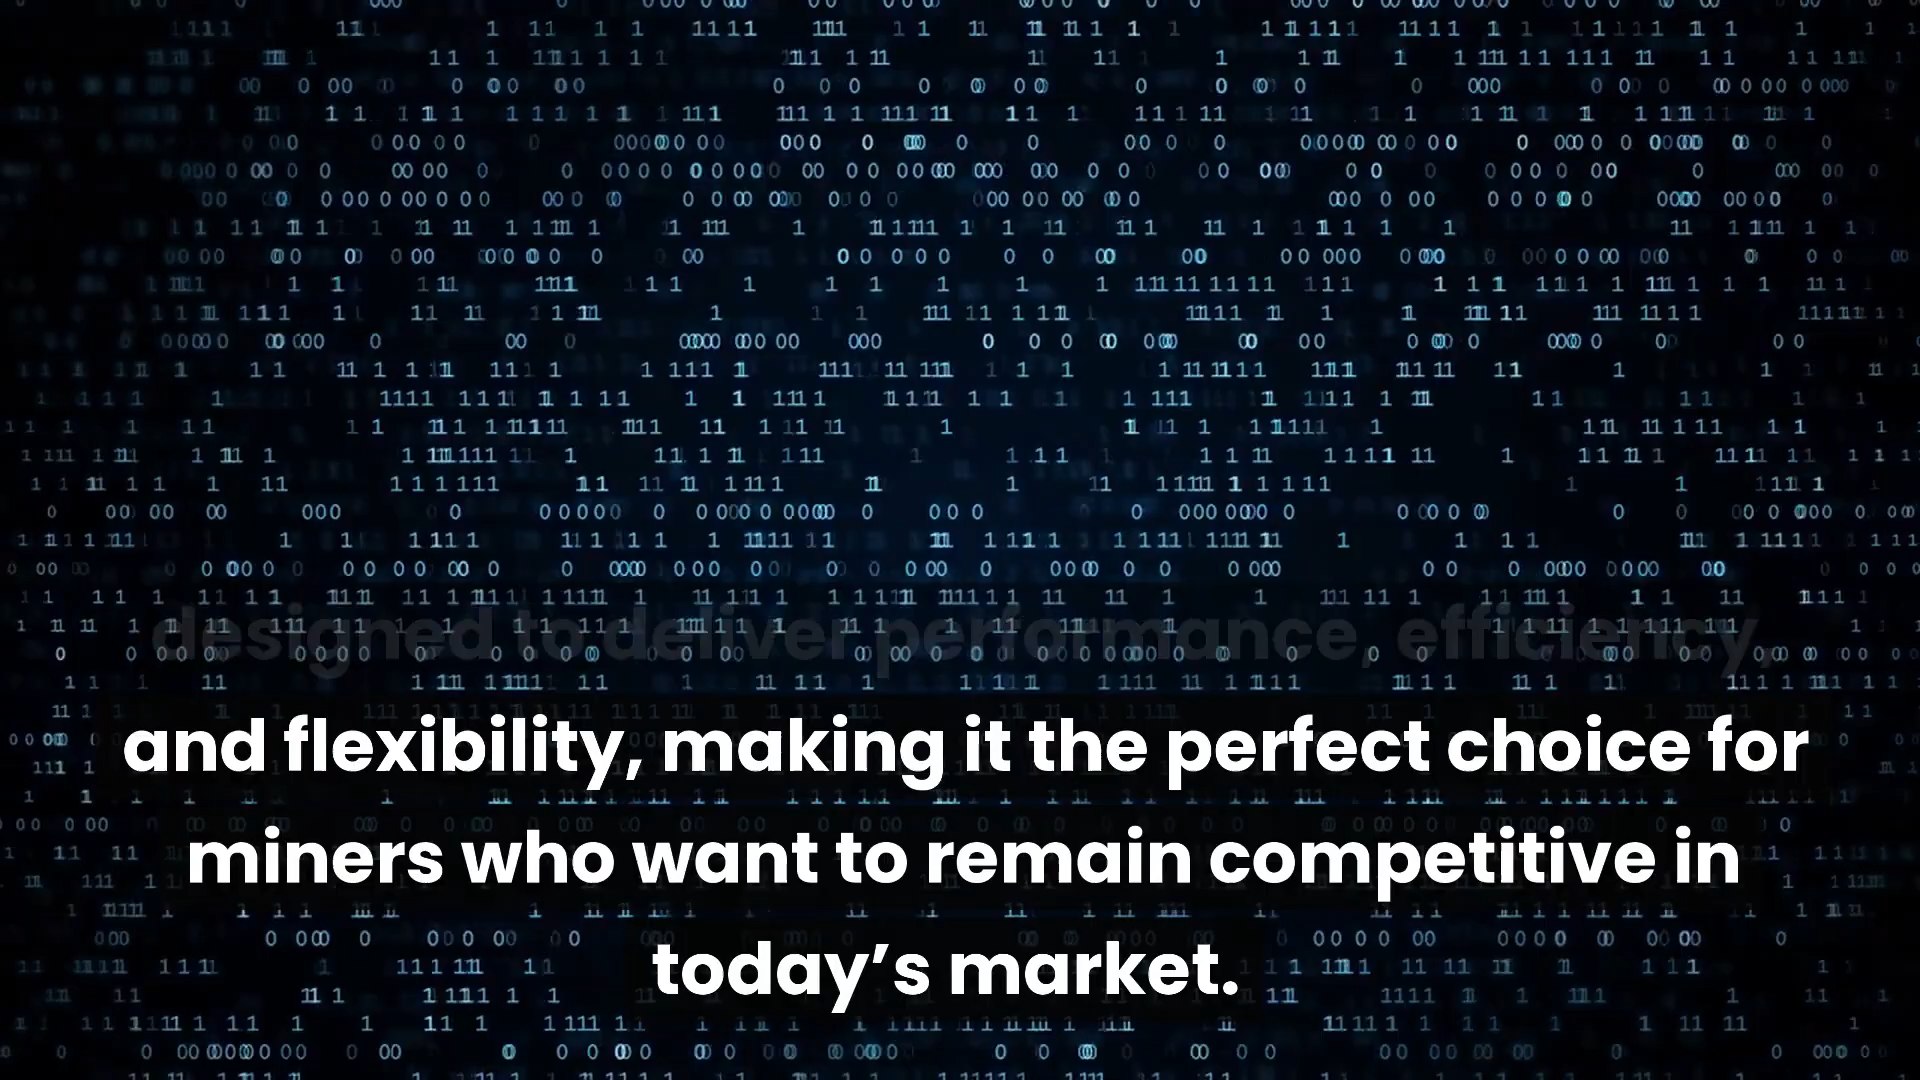 designed to deliver performance, efficiency,
and flexibility, making it the perfect choice for
miners who want to remain competitive in
today’s market.